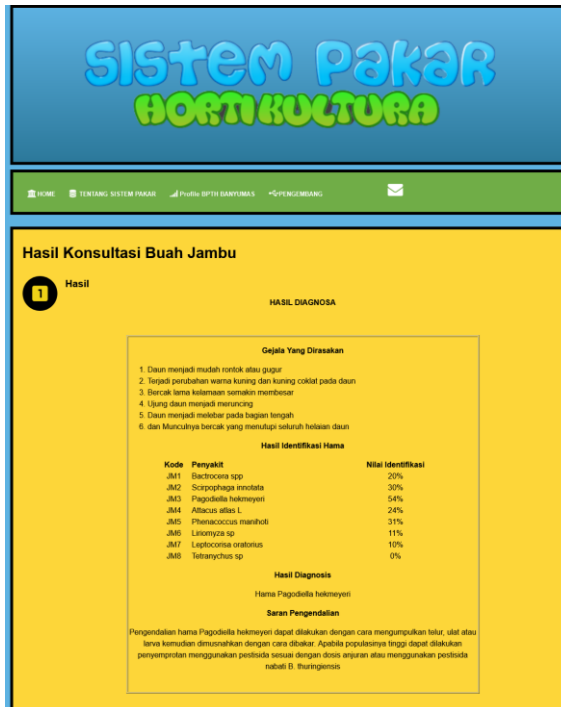 SISTEM PAKAR
HORTIKULTURA
HOME TENTANG SISTEM PAKAR Profile BPTH BANYUMAS PENGEMBANG
Hasil Konsultasi Buah Jambu
1 Hasil
HASIL DIAGNOSA
Gejala Yang Dirasakan
1. Daun menjadi mudah rontok atau gugur
2. Terjadi perubahan warna kuning dan kuning coklat pada daun
3. Bercak lama kelamaan semakin membesar
4. Ujung daun menjadi meruncing
5. Daun menjadi melebar pada bagian tengah
6. dan Munculnya bercak yang menutupi seluruh helaian daun
Hasil Identifikasi Hama
Kode Penyakit Nilai Identifikasi
JM1 Bactrocera spp 20%
JM2 Scirpophaga innotata 30%
JM3 Pagodiella hekmeyeri 54%
JM4 Attacus atlas L 24%
JM5 Phenacoccus manihoti 31%
JM6 Liriomyza sp 11%
JM7 Leptocorisa oratorius 10%
JM8 Tetranychus sp 0%
Hasil Diagnosis
Hama Pagodiella hekmeyeri
Saran Pengendalian
Pengendalian hama Pagodiella hekmeyeri dapat dilakukan dengan cara mengumpulkan telur, ulat atau
larva kemudian dimusnahkan dengan cara dibakar. Apabila populasinya tinggi dapat dilakukan
penyemprotan menggunakan pestisida sesuai dengan dosis anjuran atau menggunakan pestisida
nabati B. thuringiensis